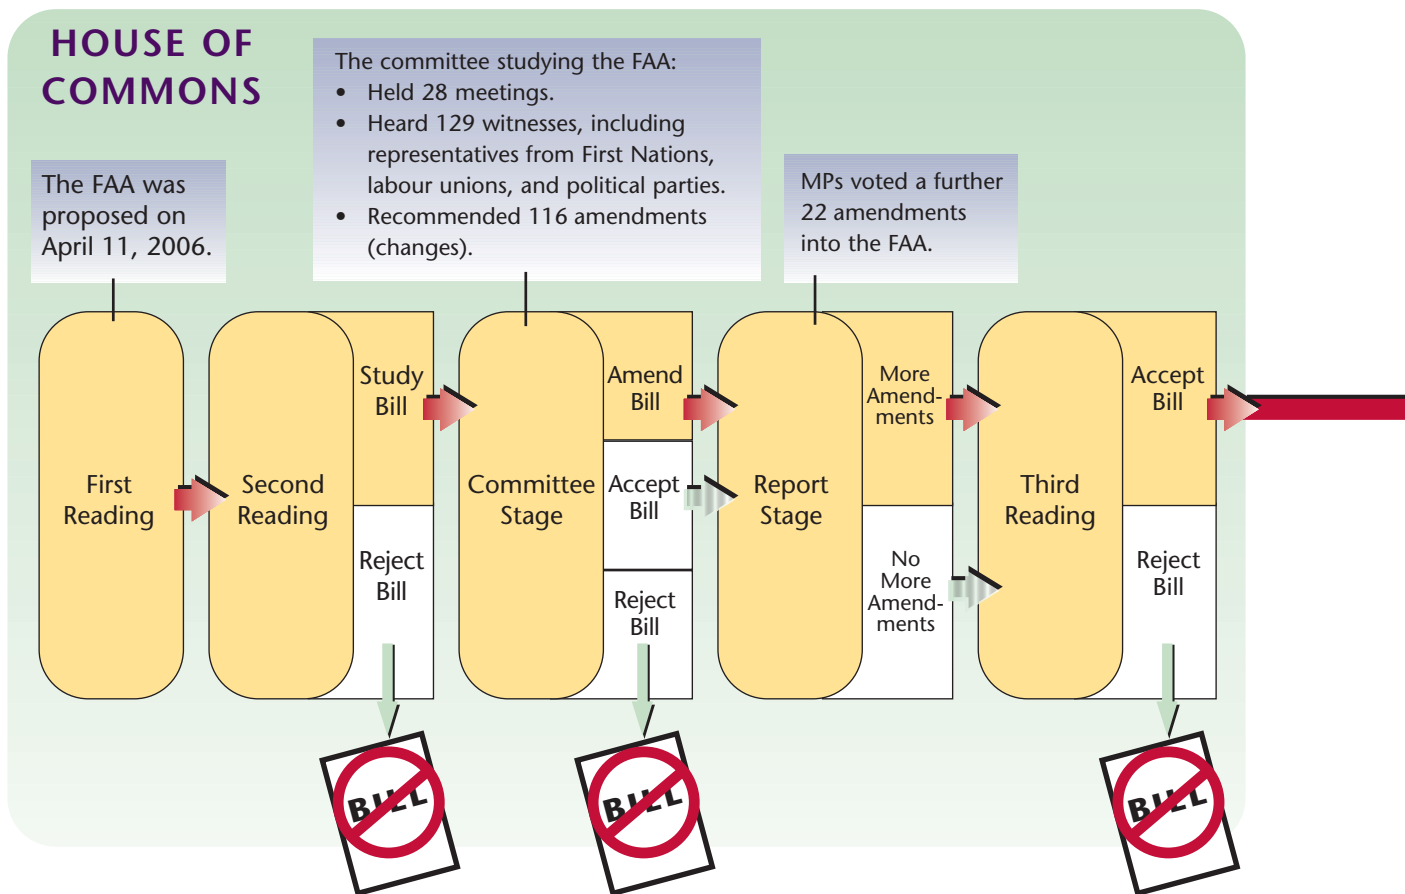 HOUSE OF
COMMONS
The FAA was
proposed on
April 11, 2006.
The committee studying the FAA:
• Held 28 meetings.
• Heard 129 witnesses, including
representatives from First Nations,
labour unions, and political parties.
• Recommended 116 amendments
(changes).
MPs voted a further
22 amendments
into the FAA.
First
Reading
Second
Reading
Study
Bill
Reject
Bill
Committee
Stage
Amend
Bill
Accept
Bill
Reject
Bill
Report
Stage
More
Amend-
ments
No
More
Amend-
ments
Third
Reading
Accept
Bill
Reject
Bill
BILL
BILL
BILL